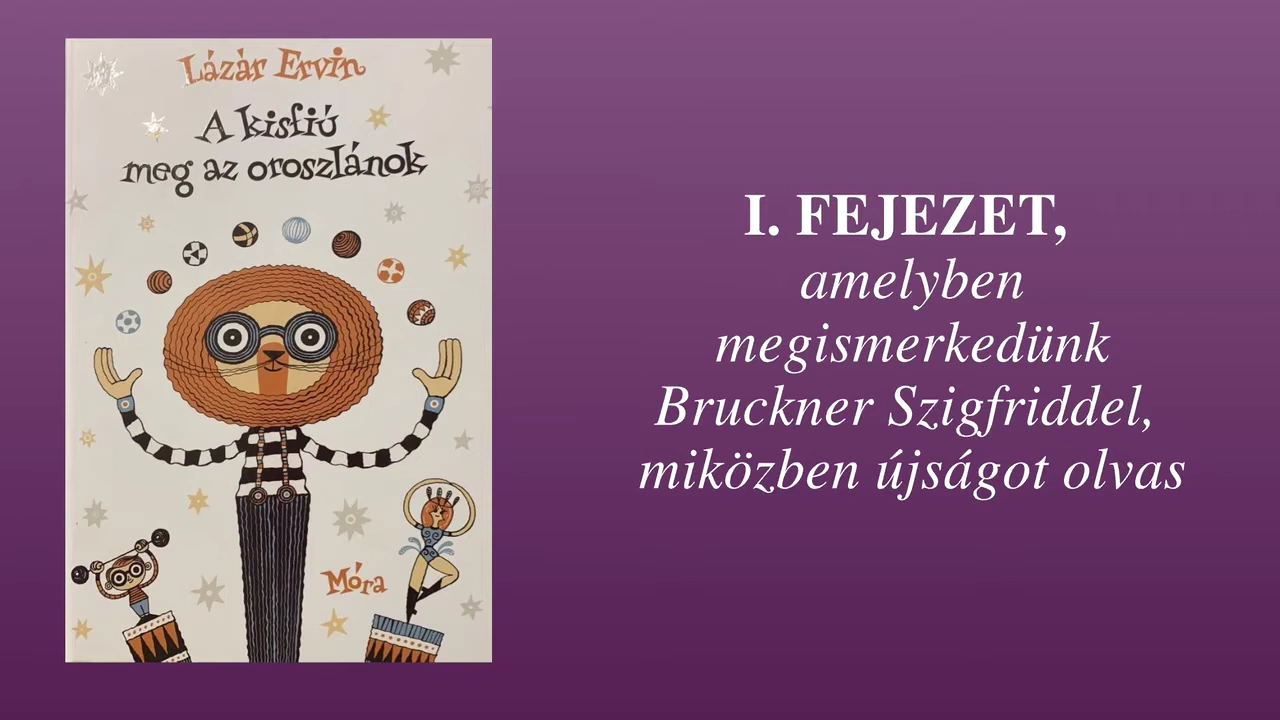 Lázár Ervin
A kisfiú
meg az oroszlánok
Móra
I. FEJEZET,
amelyben
megismerkedünk
Bruckner Szigfriddel,
miközben újságot olvas